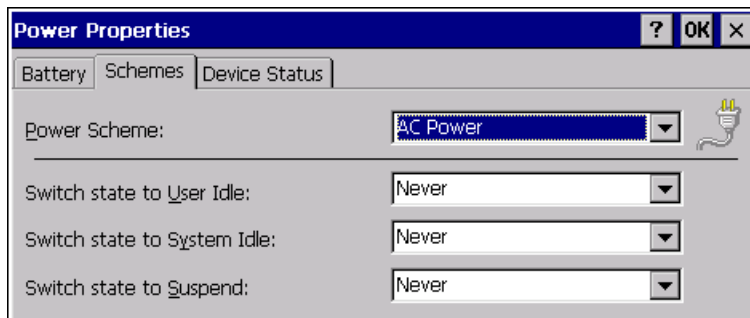 Power Properties ? OK ×
Battery Schemes Device Status
Power Scheme: AC Power
Switch state to User Idle: Never
Switch state to System Idle: Never
Switch state to Suspend: Never